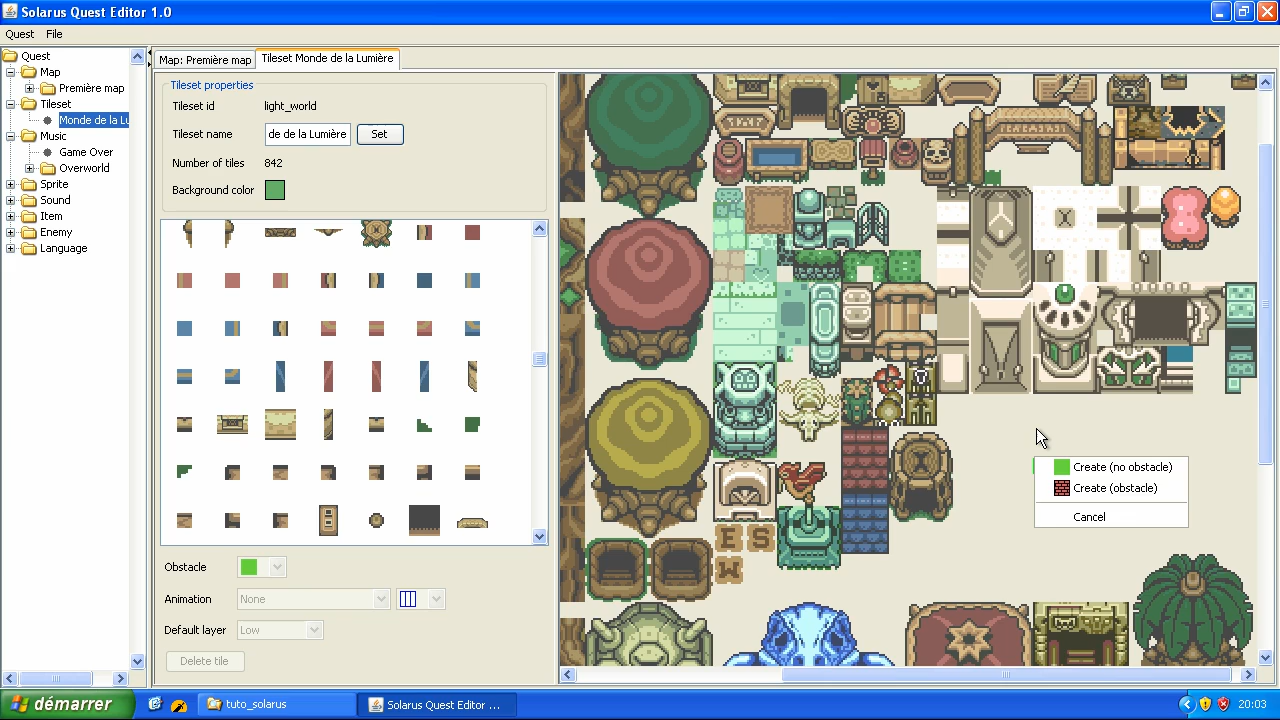 Solarus Quest Editor 1.0
Quest File
Quest
Map
Première map
Tileset
Monde de la Lu
Music
Game Over
Sprite
Sound
Item
Enemy
Language
Map: Première map
Tileset Monde de la Lumière
Tileset properties
Tileset id light_world
Tileset name de de la Lumière Set
Number of tiles 842
Background color
Obstacle
Animation None
Default layer Low
Delete tile
E S
W
Create (no obstacle)
Create (obstacle)
Cancel
démarrer
tuto_solarus
Solarus Quest Editor ...
20:03